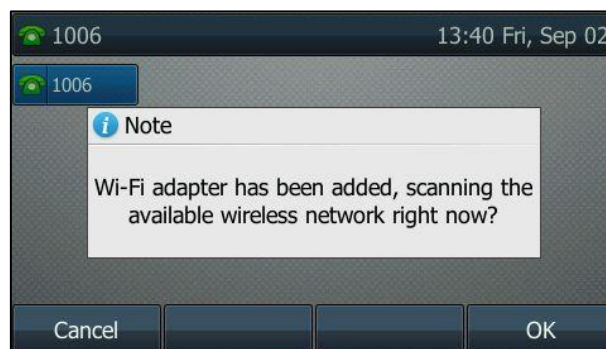 1006
13:40 Fri, Sep 02
1006
Note
Wi-Fi adapter has been added, scanning the
available wireless network right now?
Cancel
OK